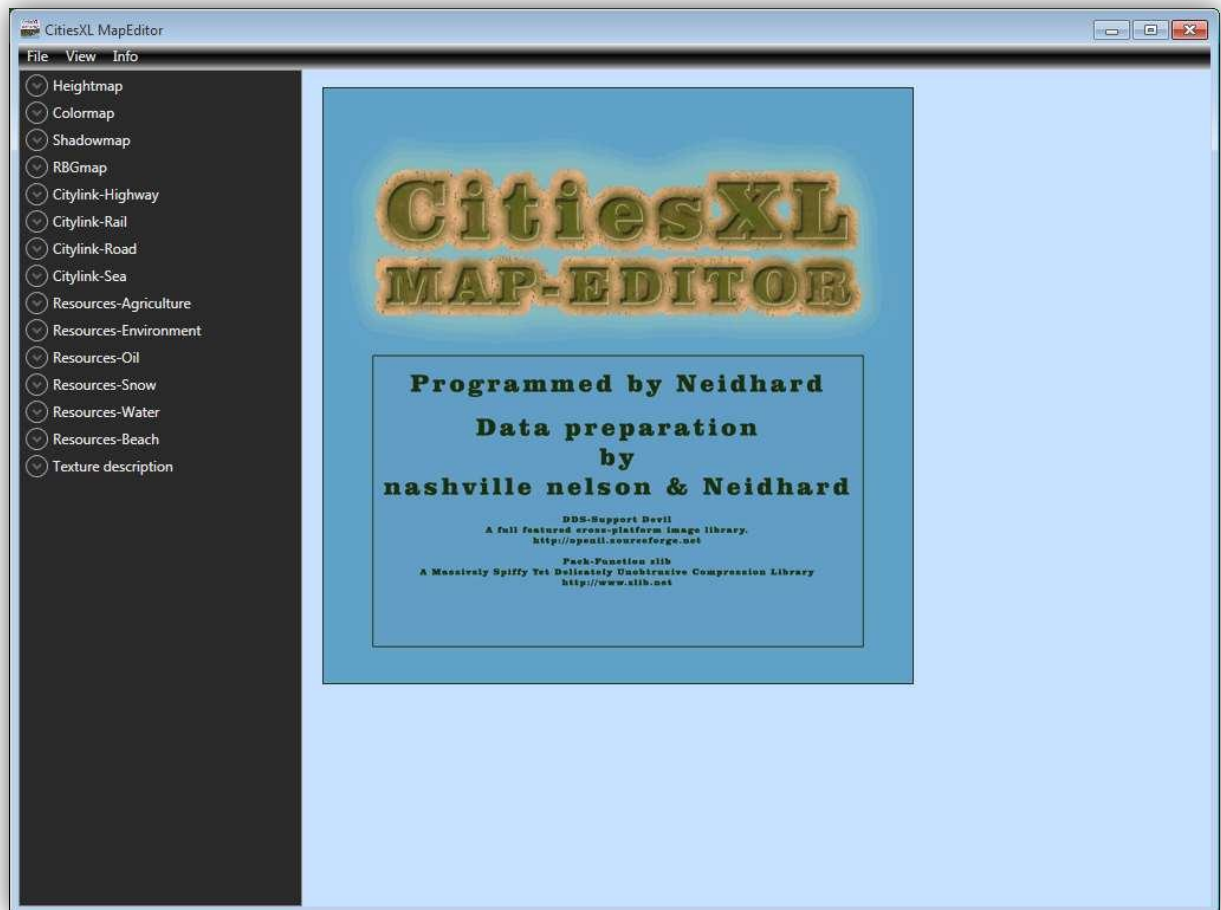 CitiesXL MapEditor
File View Info
Heightmap
Colormap
Shadowmap
RBGmap
Citylink-Highway
Citylink-Rail
Citylink-Road
Citylink-Sea
Resources-Agriculture
Resources-Environment
Resources-Oil
Resources-Snow
Resources-Water
Resources-Beach
Texture description
CitiesXL
MAP-EDITOR
Programmed by Neidhard
Data preparation
by
nashville nelson & Neidhard
DDS-Support Devil
A full featured cross-platform image library.
http://openil.sourceforge.net
Pack-Function zlib
A Massively Spiffy Yet Delicately Unobtrusive Compression Library
http://www.zlib.net